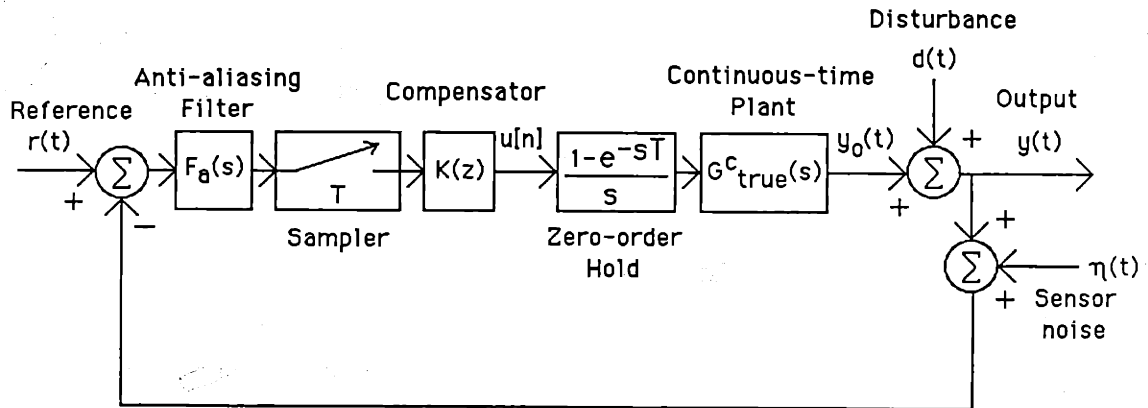 Disturbance
d(t)
Anti-aliasing
Filter
Continuous-time
Plant
Reference
r(t)
Compensator
u[n]
Output
y(t)
y₀(t)
Σ
+
−
Fₐ(s)
T
K(z)
1-e⁻ˢᵀ
s
Gᶜtrue(s)
Σ
+
+
Sampler
Zero-order
Hold
+
Σ
+
η(t)
Sensor
noise